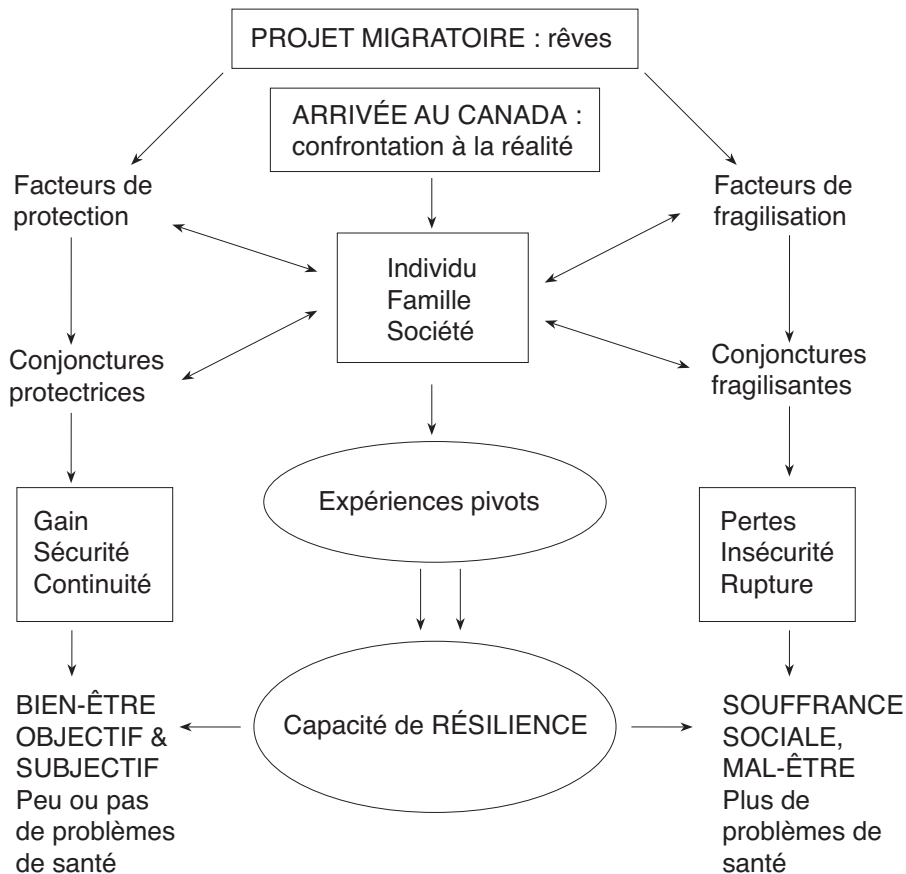 PROJET MIGRATOIRE : rêves
ARRIVÉE AU CANADA :
confrontation à la réalité
Facteurs de
protection
Facteurs de
fragilisation
Individu
Famille
Société
Conjonctures
protectrices
Conjonctures
fragilisantes
Expériences pivots
Gain
Sécurité
Continuité
Pertes
Insécurité
Rupture
BIEN-ÊTRE
OBJECTIF &
SUBJECTIF
Peu ou pas
de problèmes
de santé
Capacité de RÉSILIENCE
SOUFFRANCE
SOCIALE,
MAL-ÊTRE
Plus de
problèmes de
santé